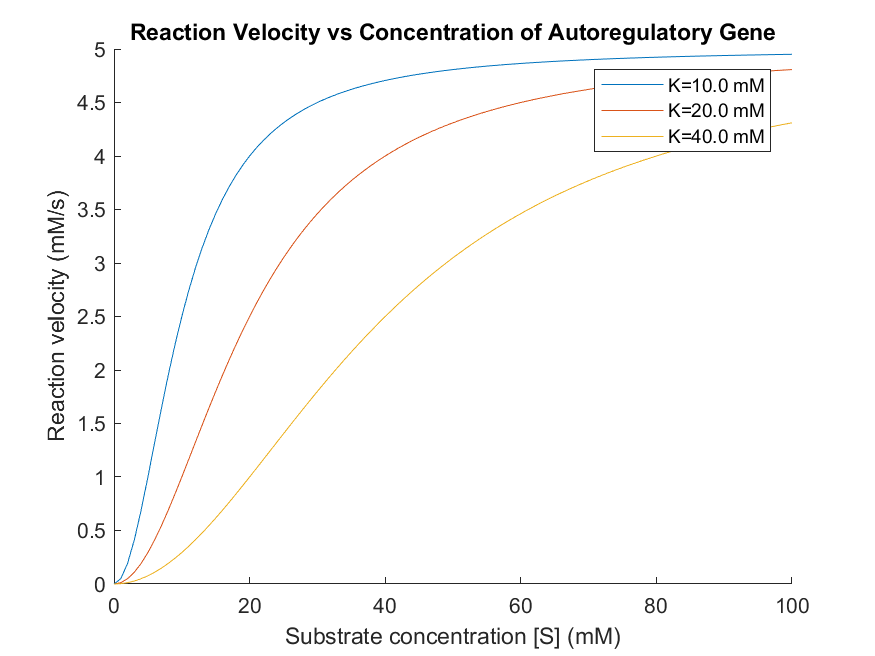 Reaction Velocity vs Concentration of Autoregulatory Gene
5
4.5
4
3.5
3
2.5
2
1.5
1
0.5
0
Reaction velocity (mM/s)
K=10.0 mM
K=20.0 mM
K=40.0 mM
0 20 40 60 80 100
Substrate concentration [S] (mM)